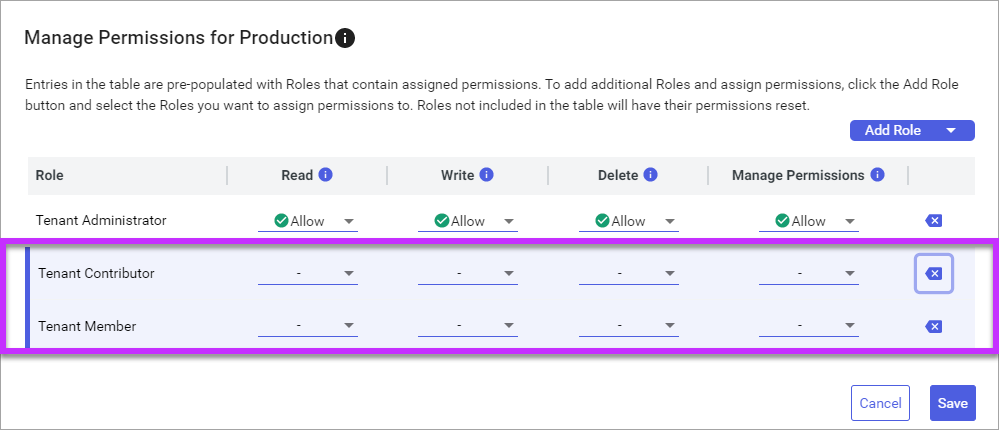 Manage Permissions for Production
Entries in the table are pre-populated with Roles that contain assigned permissions. To add additional Roles and assign permissions, click the Add Role
button and select the Roles you want to assign permissions to. Roles not included in the table will have their permissions reset.
Add Role
Role Read Write Delete Manage Permissions
Tenant Administrator Allow Allow Allow Allow
Tenant Contributor - - - -
Tenant Member - - - -
Cancel Save